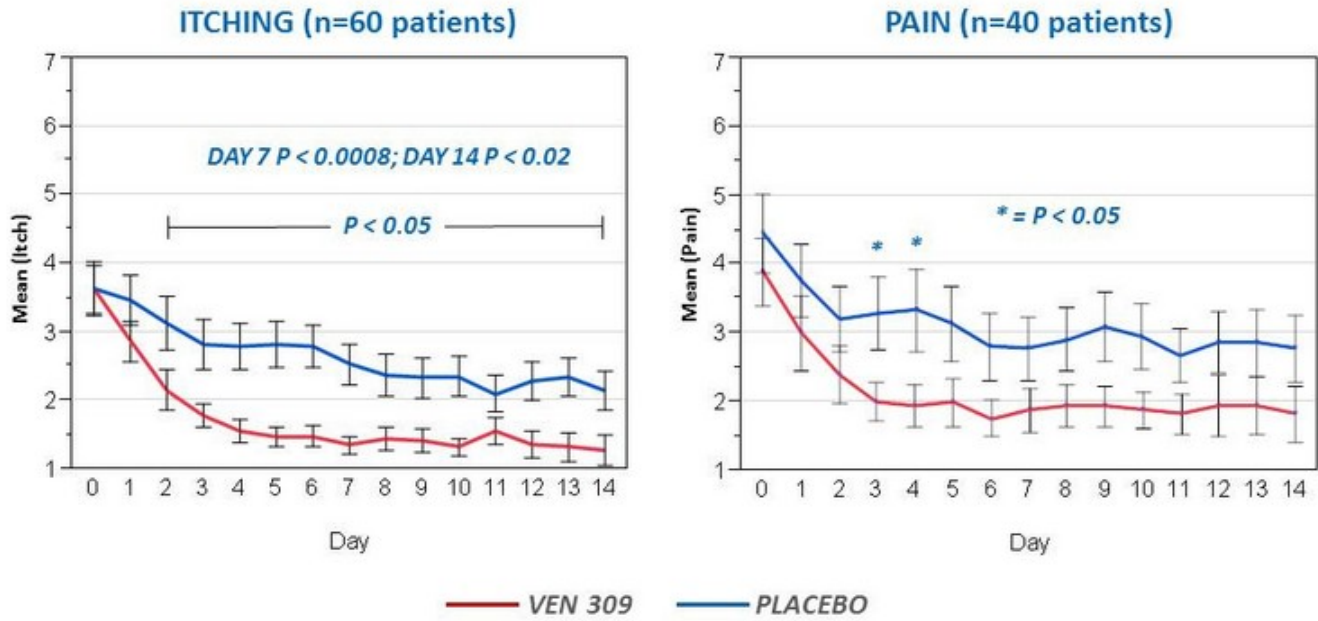 ITCHING (n=60 patients)
7
6
5
4
3
2
1
Mean (Itch)
DAY 7 P < 0.0008; DAY 14 P < 0.02
P < 0.05
0 1 2 3 4 5 6 7 8 9 10 11 12 13 14
Day
PAIN (n=40 patients)
7
6
5
4
3
2
1
Mean (Pain)
* = P < 0.05
* *
0 1 2 3 4 5 6 7 8 9 10 11 12 13 14
Day
VEN 309 PLACEBO